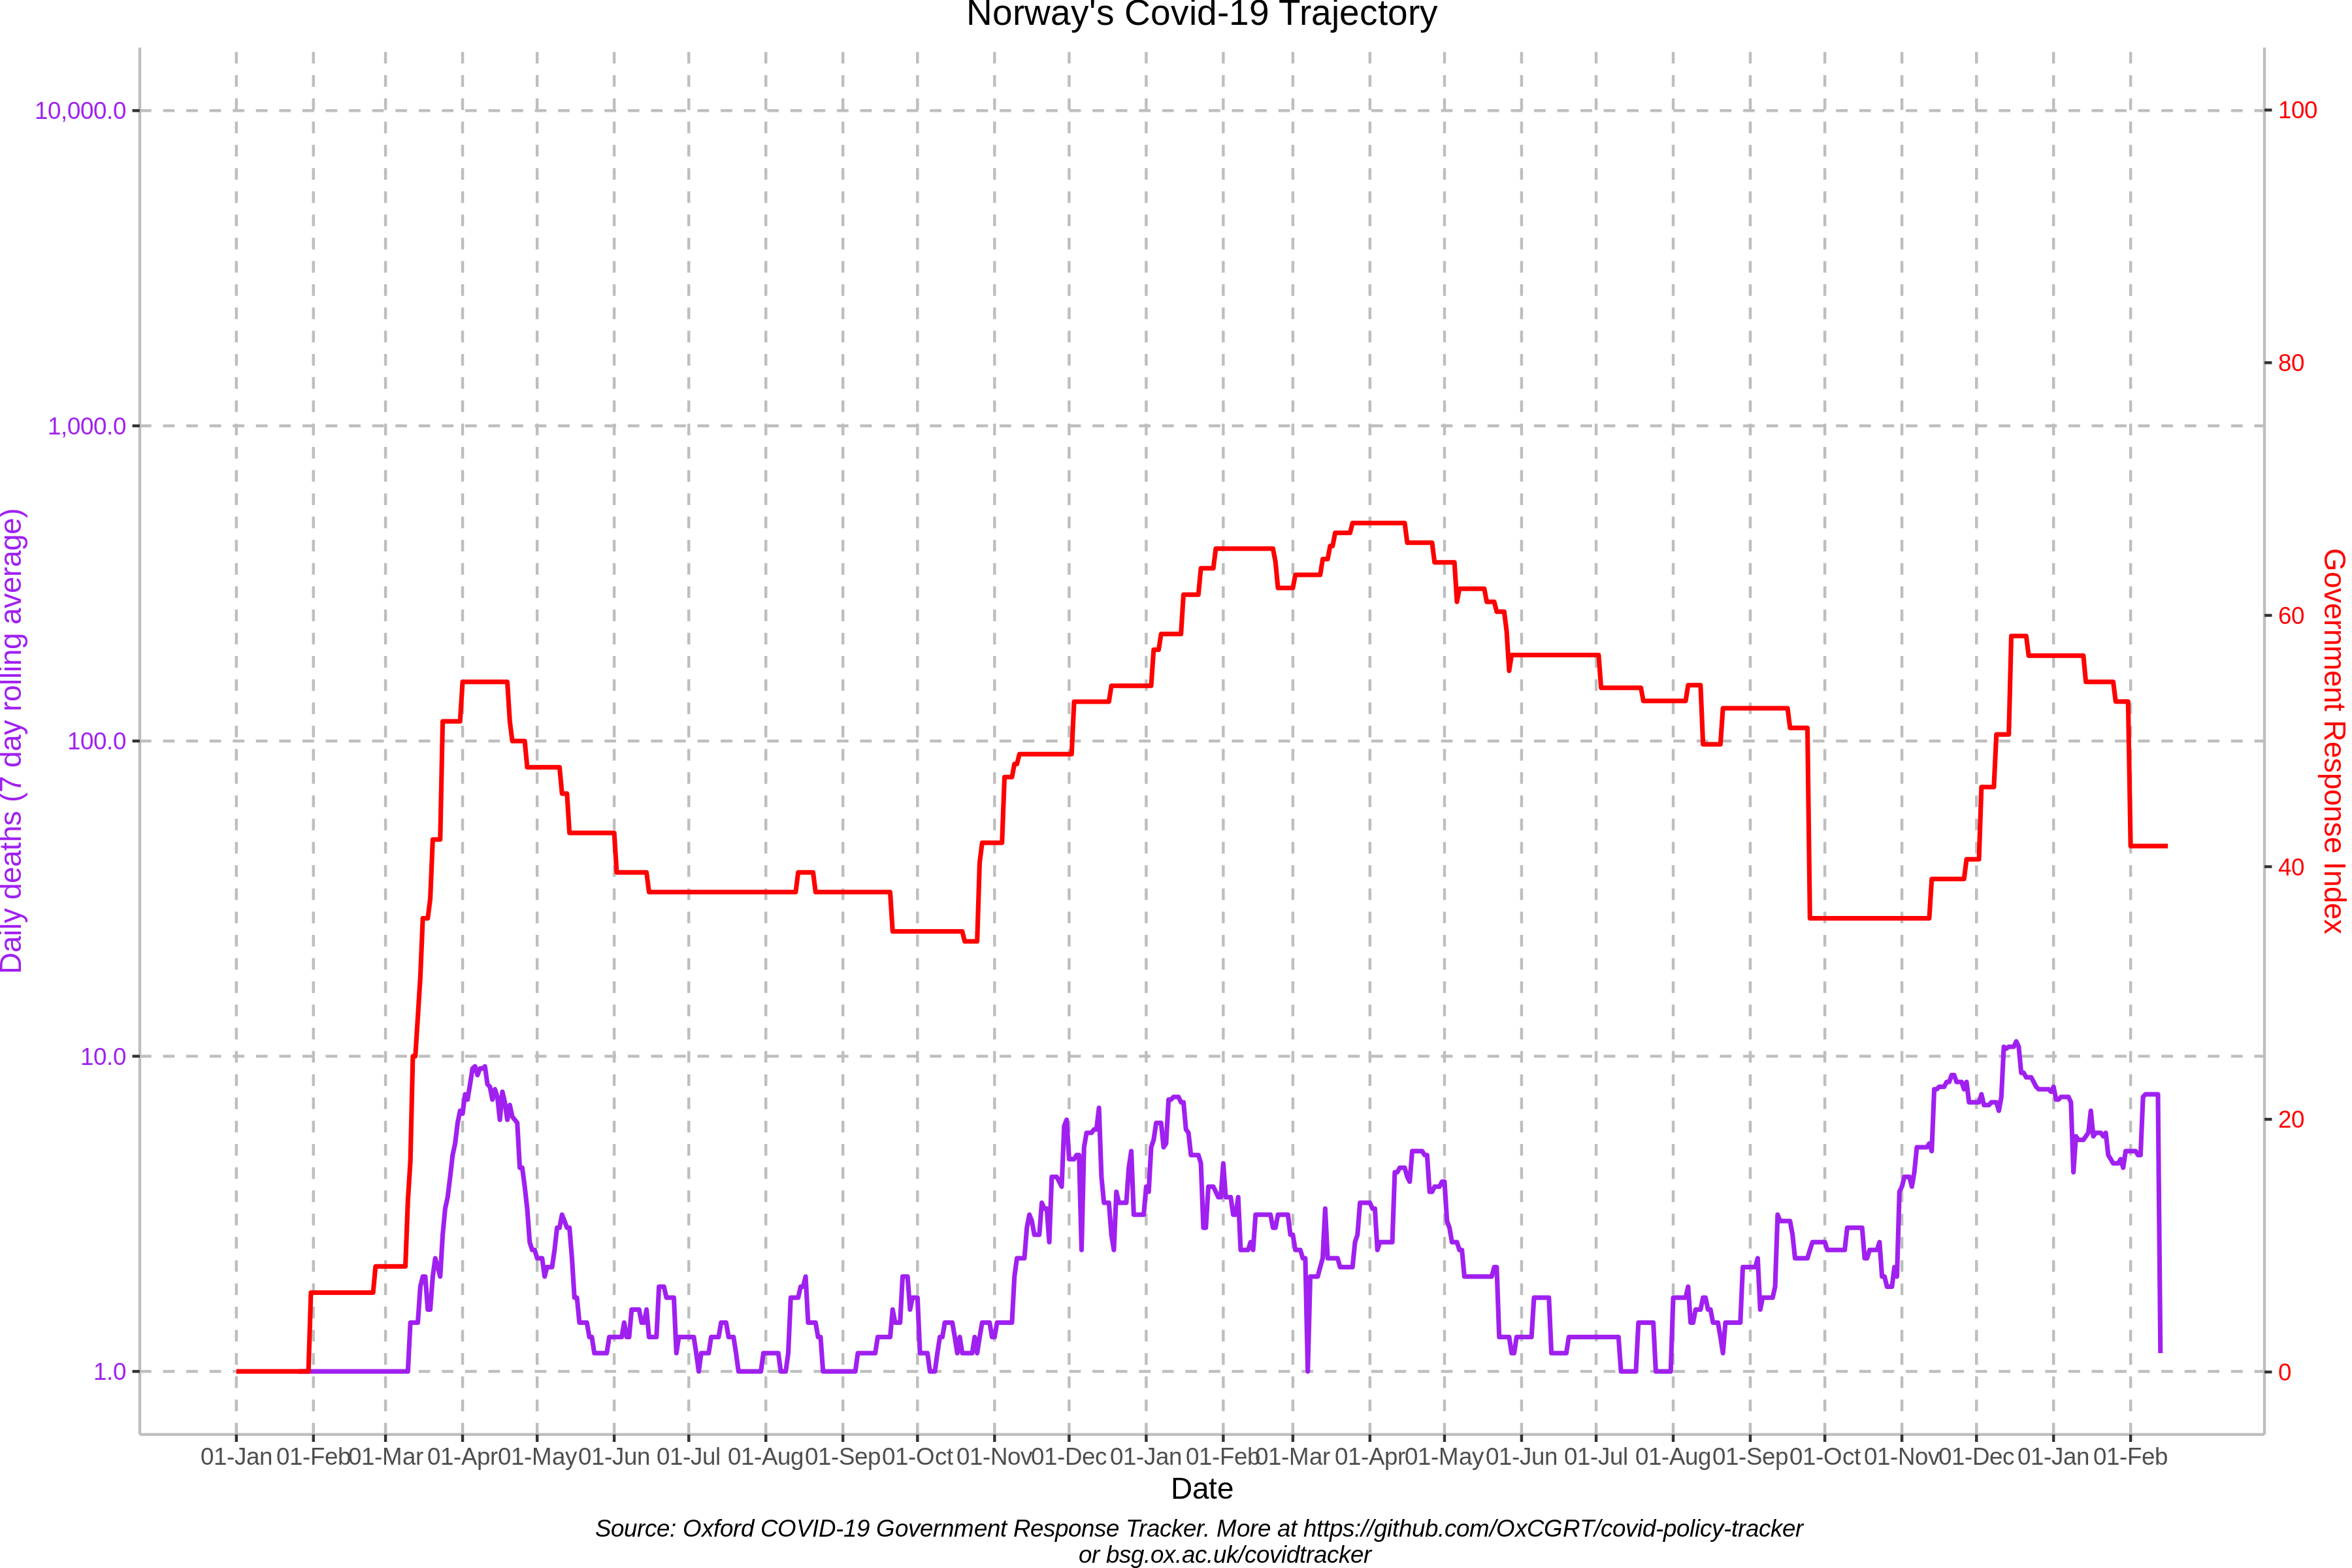 Norway's Covid-19 Trajectory
Daily deaths (7 day rolling average)
10,000.0
1,000.0
100.0
10.0
1.0
100
80
60
40
20
0
Government Response Index
01-Jan 01-Feb 01-Mar 01-Apr 01-May 01-Jun 01-Jul 01-Aug 01-Sep 01-Oct 01-Nov 01-Dec 01-Jan 01-Feb 01-Mar 01-Apr 01-May 01-Jun 01-Jul 01-Aug 01-Sep 01-Oct 01-Nov 01-Dec 01-Jan 01-Feb
Date
Source: Oxford COVID-19 Government Response Tracker. More at https://github.com/OxCGRT/covid-policy-tracker
or bsg.ox.ac.uk/covidtracker